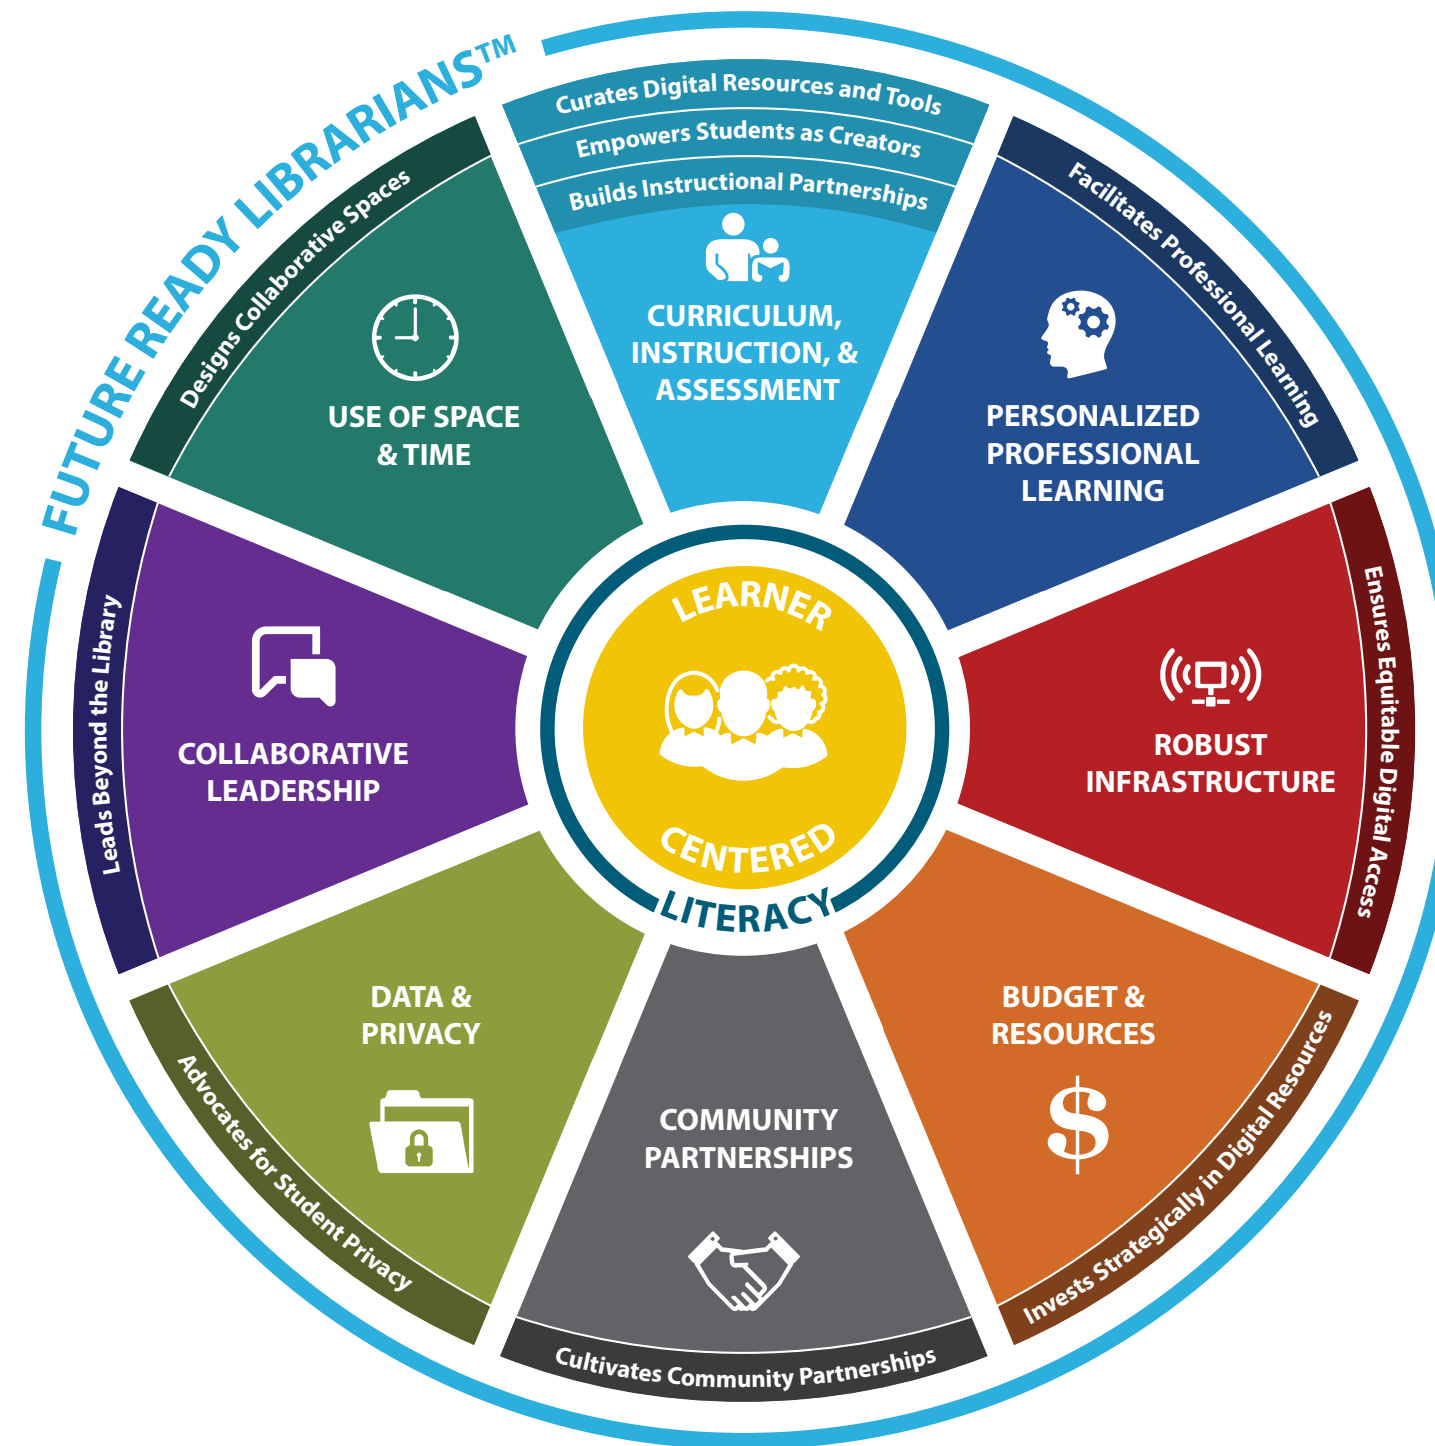 FUTURE READY LIBRARIANS™
Curates Digital Resources and Tools
Empowers Students as Creators
Builds Instructional Partnerships
CURRICULUM,
INSTRUCTION, &
ASSESSMENT
Facilitates Professional Learning
PERSONALIZED
PROFESSIONAL
LEARNING
Ensures Equitable Digital Access
ROBUST
INFRASTRUCTURE
BUDGET &
RESOURCES
$
Invests Strategically in Digital Resources
COMMUNITY
PARTNERSHIPS
Cultivates Community Partnerships
DATA &
PRIVACY
Advocates for Student Privacy
Leads Beyond the Library
COLLABORATIVE
LEADERSHIP
Designs Collaborative Spaces
USE OF SPACE
& TIME
LEARNER
CENTERED
LITERACY